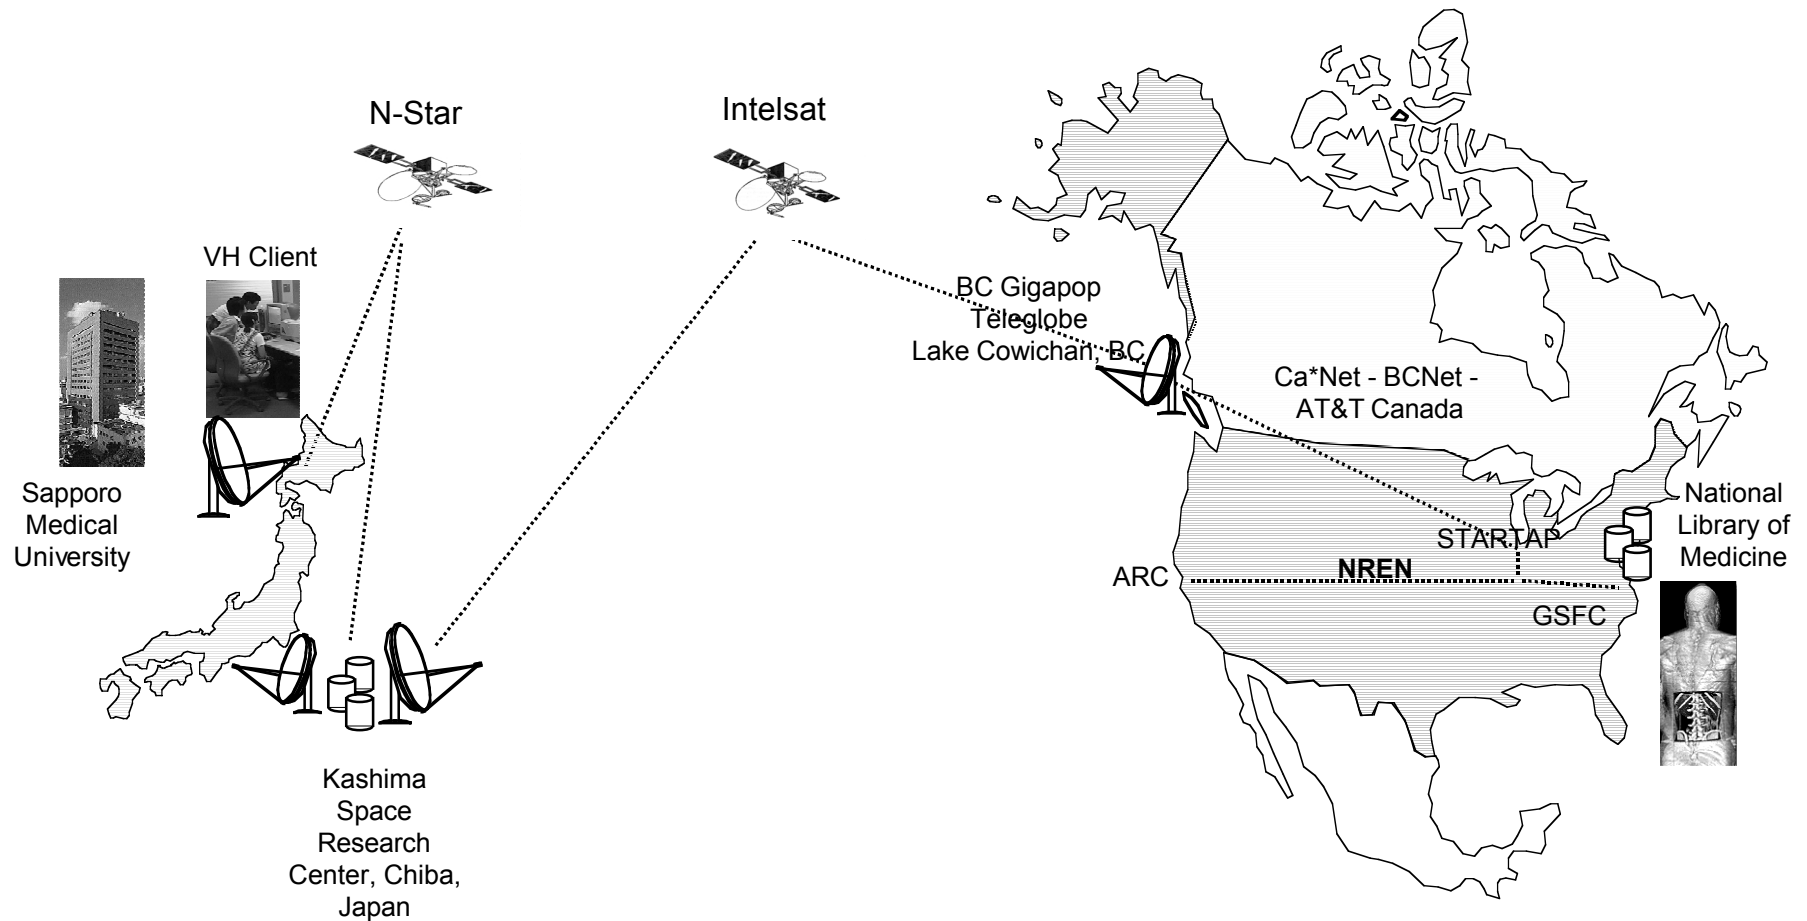 N-Star
Intelsat
VH Client
BC Gigapop
Teleglobe
Lake Cowichan, BC
Ca*Net - BCNet -
AT&T Canada
Sapporo
Medical
University
National
Library of
Medicine
STARTAP
NREN
ARC
GSFC
Kashima
Space
Research
Center, Chiba,
Japan